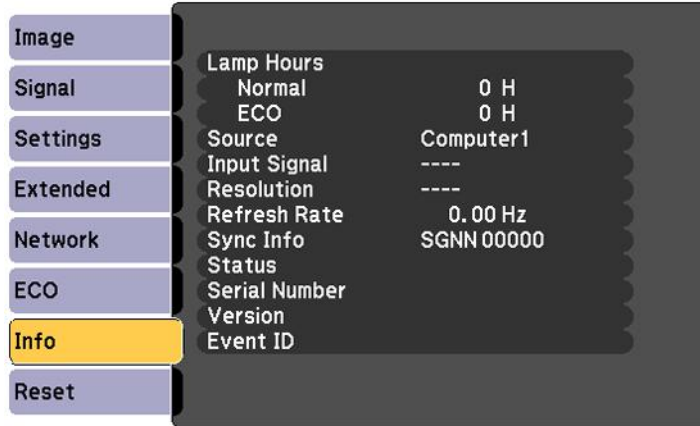 Image
Signal
Settings
Extended
Network
ECO
Info
Reset
Lamp Hours
Normal 0 H
ECO 0 H
Source Computer1
Input Signal ----
Resolution ----
Refresh Rate 0.00 Hz
Sync Info SGNN 00000
Status
Serial Number
Version
Event ID